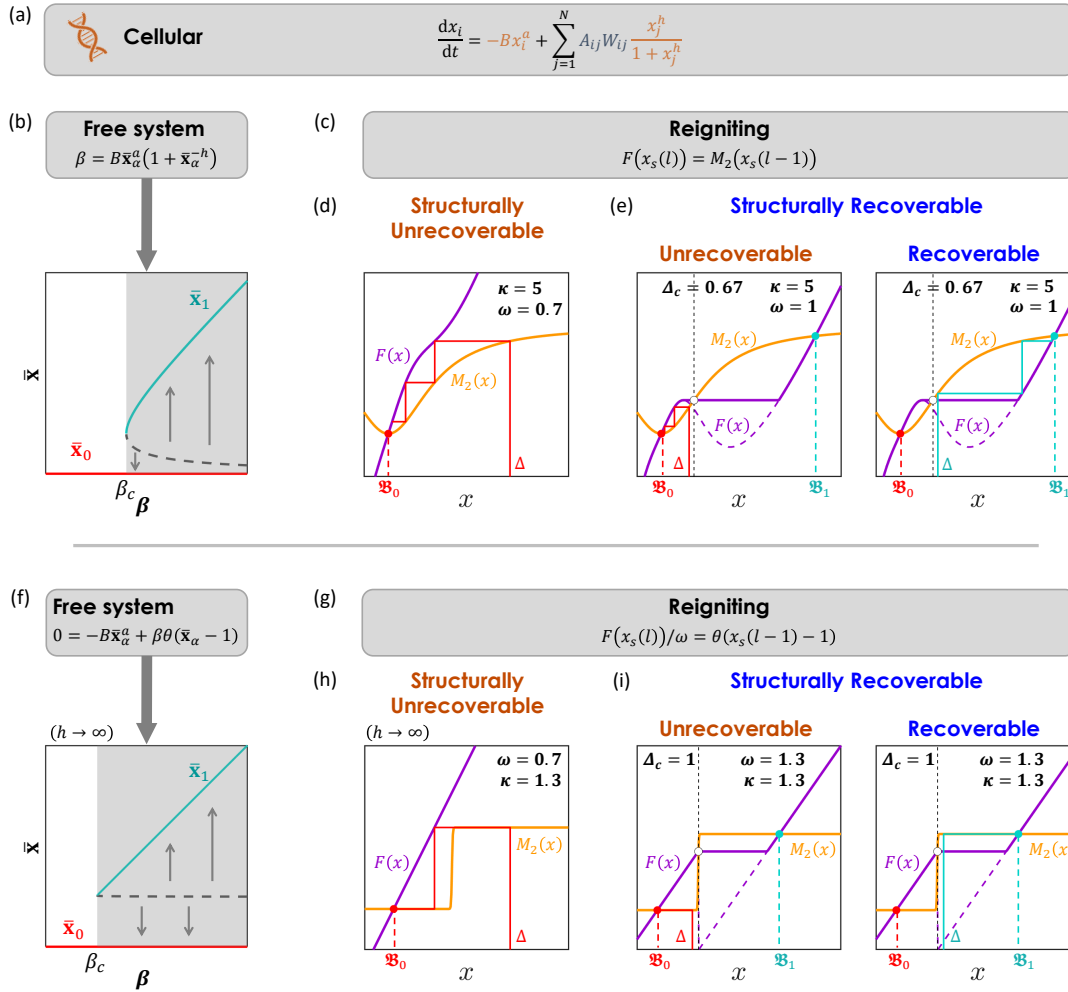 (a)
Cellular
dx_i/dt = −Bx_i^a + ∑_{j=1}^{N} A_{ij}W_{ij} x_j^h/(1 + x_j^h)
(b)
Free system
β = Bx̄_α^a(1 + x̄_α^{−h})
x̄_1
x̄
x̄_0
β_c
β
(c)
Reigniting
F(x_s(l)) = M_2(x_s(l − 1))
(d)
Structurally
Unrecoverable
κ = 5
ω = 0.7
F(x)
M_2(x)
Δ
𝕭_0
x
(e)
Structurally Recoverable
Unrecoverable
Δ_c = 0.67
κ = 5
ω = 1
M_2(x)
F(x)
Δ
𝕭_0
𝕭_1
x
Recoverable
Δ_c = 0.67
κ = 5
ω = 1
M_2(x)
F(x)
Δ
𝕭_0
𝕭_1
x
(f)
Free system
0 = −Bx̄_α^a + βθ(x̄_α − 1)
(h → ∞)
x̄_1
x̄
x̄_0
β_c
β
(g)
Reigniting
F(x_s(l))/ω = θ(x_s(l − 1) − 1)
(h)
Structurally
Unrecoverable
(h → ∞)
ω = 0.7
κ = 1.3
F(x)
M_2(x)
Δ
𝕭_0
x
(i)
Structurally Recoverable
Unrecoverable
Δ_c = 1
ω = 1.3
κ = 1.3
F(x)
M_2(x)
Δ
𝕭_0
𝕭_1
x
Recoverable
Δ_c = 1
ω = 1.3
κ = 1.3
F(x)
M_2(x)
Δ
𝕭_0
𝕭_1
x